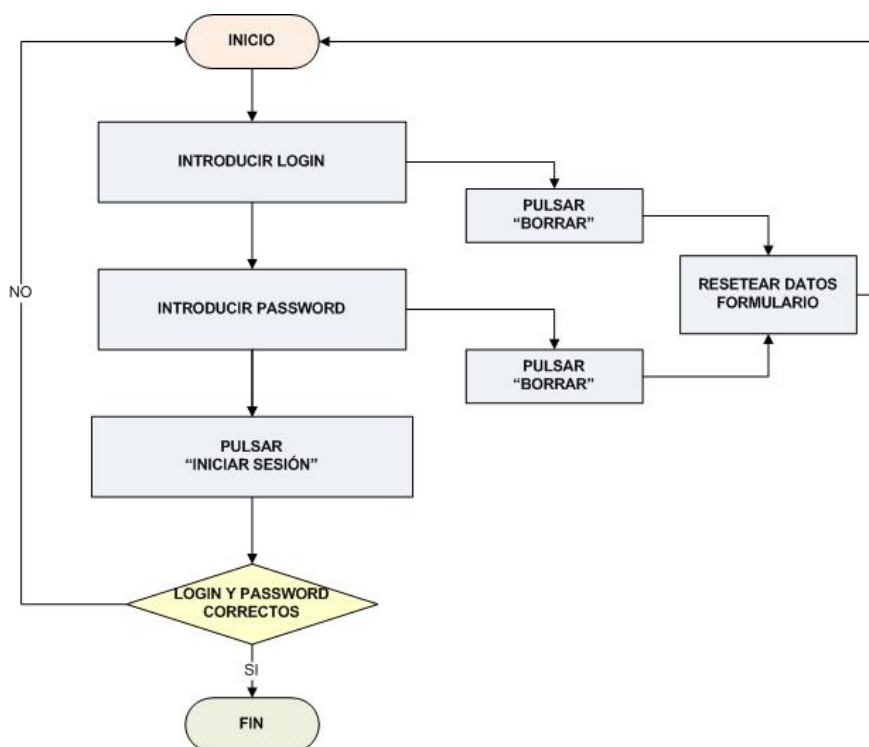 INICIO
INTRODUCIR LOGIN
PULSAR
“BORRAR”
RESETEAR DATOS
FORMULARIO
NO
INTRODUCIR PASSWORD
PULSAR
“BORRAR”
PULSAR
“INICIAR SESIÓN”
LOGIN Y PASSWORD
CORRECTOS
SI
FIN